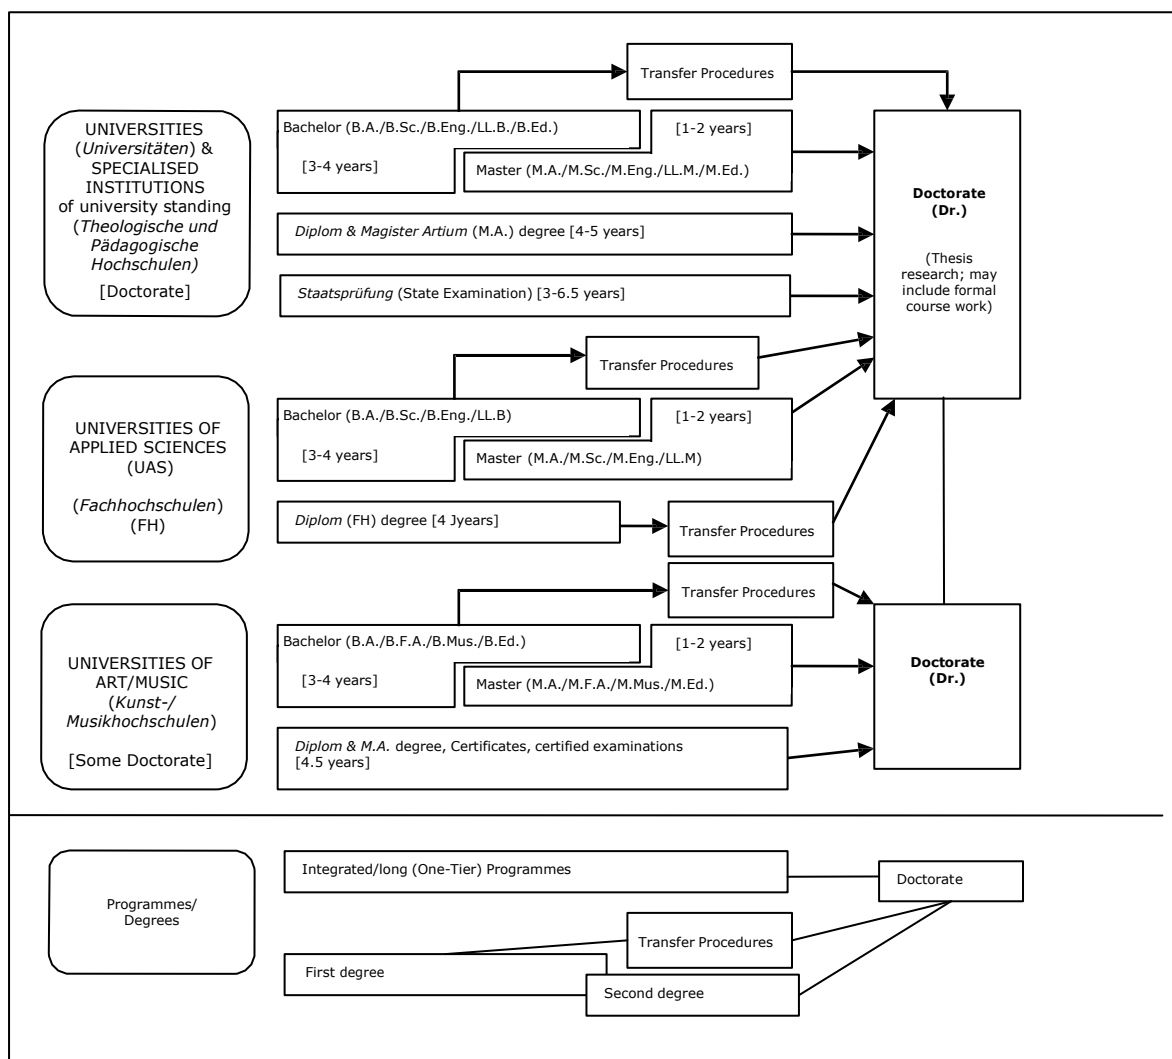 Transfer Procedures
UNIVERSITIES
(Universitäten) &
SPECIALISED
INSTITUTIONS
of university standing
(Theologische und
Pädagogische
Hochschulen)
[Doctorate]
Bachelor (B.A./B.Sc./B.Eng./LL.B./B.Ed.)
[3-4 years]
[1-2 years]
Master (M.A./M.Sc./M.Eng./LL.M./M.Ed.)
Diplom & Magister Artium (M.A.) degree [4-5 years]
Staatsprüfung (State Examination) [3-6.5 years]
Doctorate
(Dr.)
(Thesis
research; may
include formal
course work)
Transfer Procedures
UNIVERSITIES OF
APPLIED SCIENCES
(UAS)
(Fachhochschulen)
(FH)
Bachelor (B.A./B.Sc./B.Eng./LL.B)
[3-4 years]
[1-2 years]
Master (M.A./M.Sc./M.Eng./LL.M)
Diplom (FH) degree [4 Jyears]
Transfer Procedures
Transfer Procedures
UNIVERSITIES OF
ART/MUSIC
(Kunst-/
Musikhochschulen)
[Some Doctorate]
Bachelor (B.A./B.F.A./B.Mus./B.Ed.)
[3-4 years]
[1-2 years]
Master (M.A./M.F.A./M.Mus./M.Ed.)
Diplom & M.A. degree, Certificates, certified examinations
[4.5 years]
Doctorate
(Dr.)
Programmes/
Degrees
Integrated/long (One-Tier) Programmes
Doctorate
Transfer Procedures
First degree
Second degree